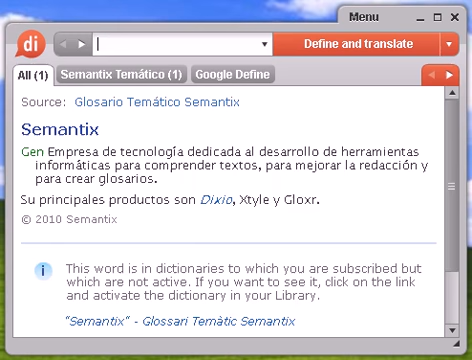 Menu
di
Define and translate
All (1) Semantix Temático (1) Google Define
Source: Glosario Temático Semantix
Semantix
Gen Empresa de tecnología dedicada al desarrollo de herramientas
informáticas para comprender textos, para mejorar la redacción y
para crear glosarios.
Su principales productos son Dixio, Xtyle y Gloxr.
© 2010 Semantix
i
This word is in dictionaries to which you are subscribed but
which are not active. If you want to see it, click on the link
and activate the dictionary in your Library.
"Semantix" - Glossari Temàtic Semantix